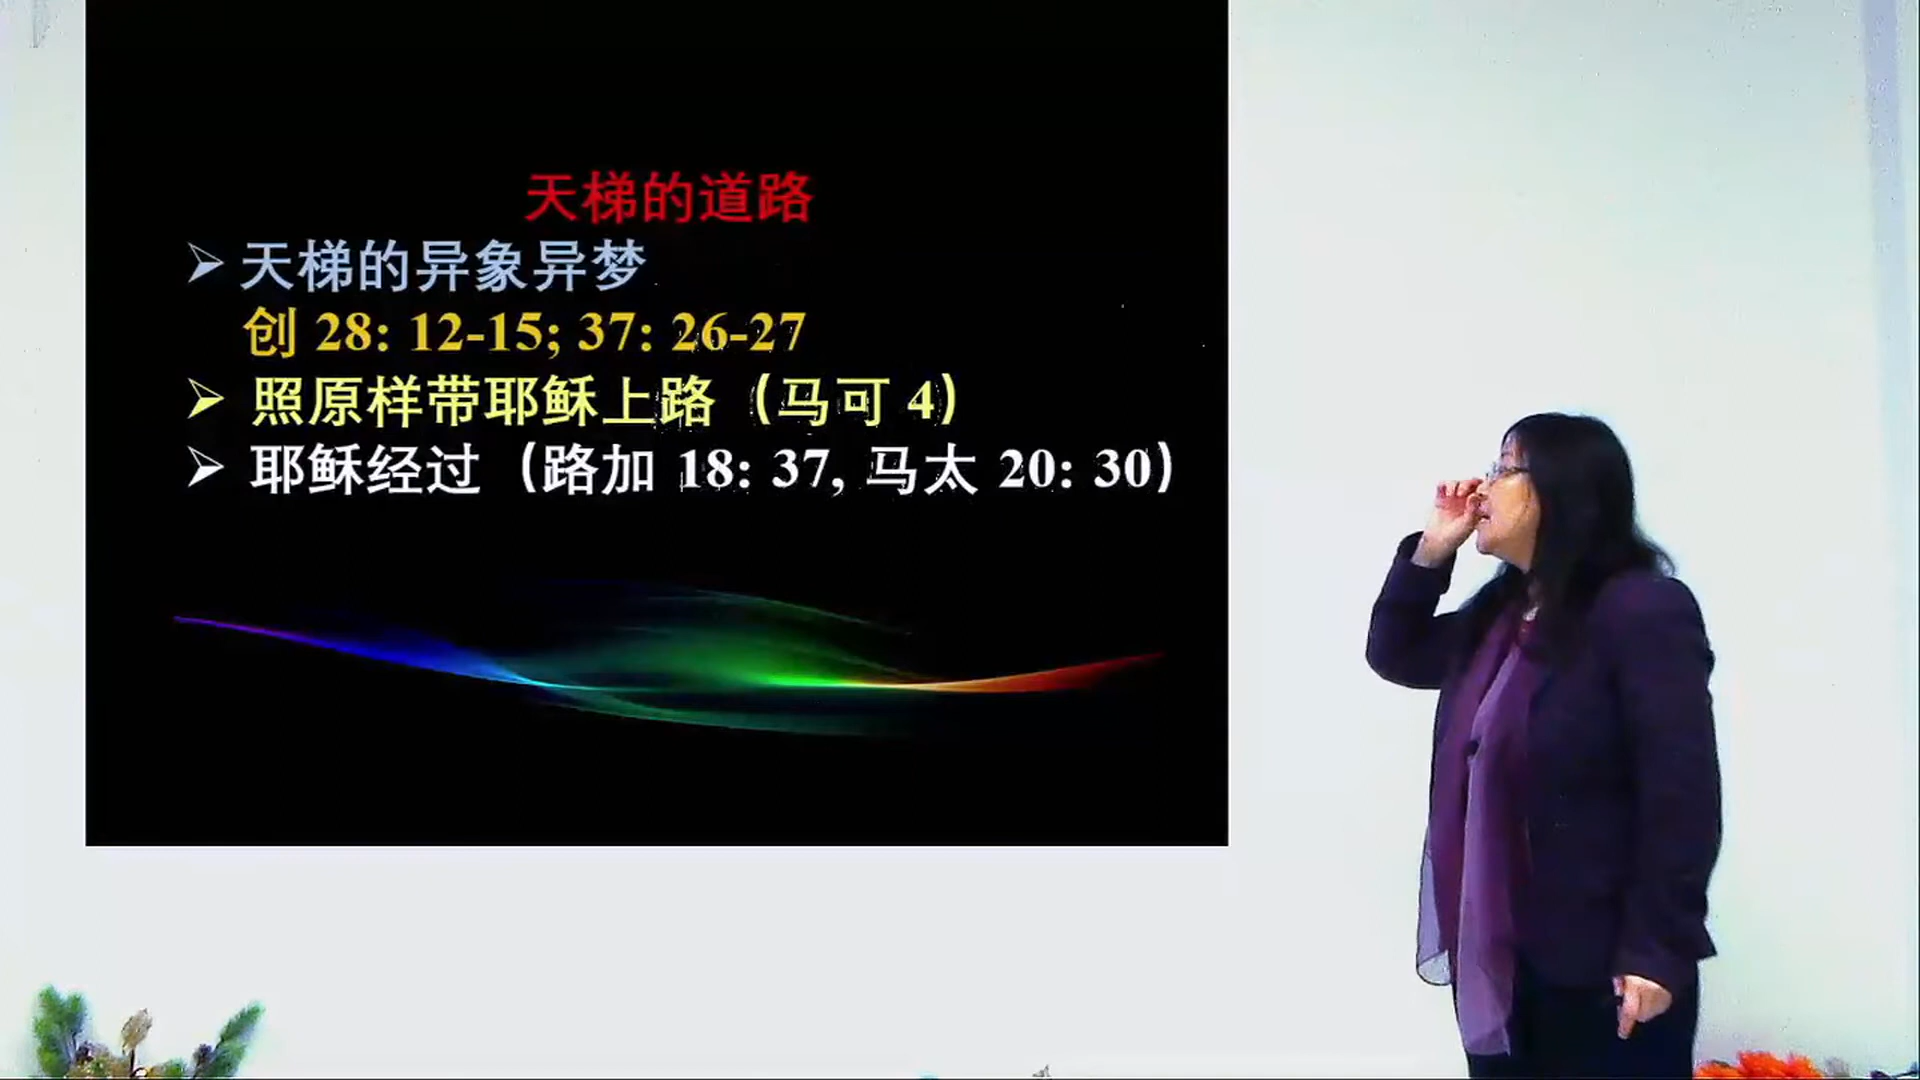 天梯的道路
天梯的异象异梦
创 28: 12-15; 37: 26-27
照原样带耶稣上路（马可 4）
耶稣经过（路加 18: 37, 马太 20: 30）